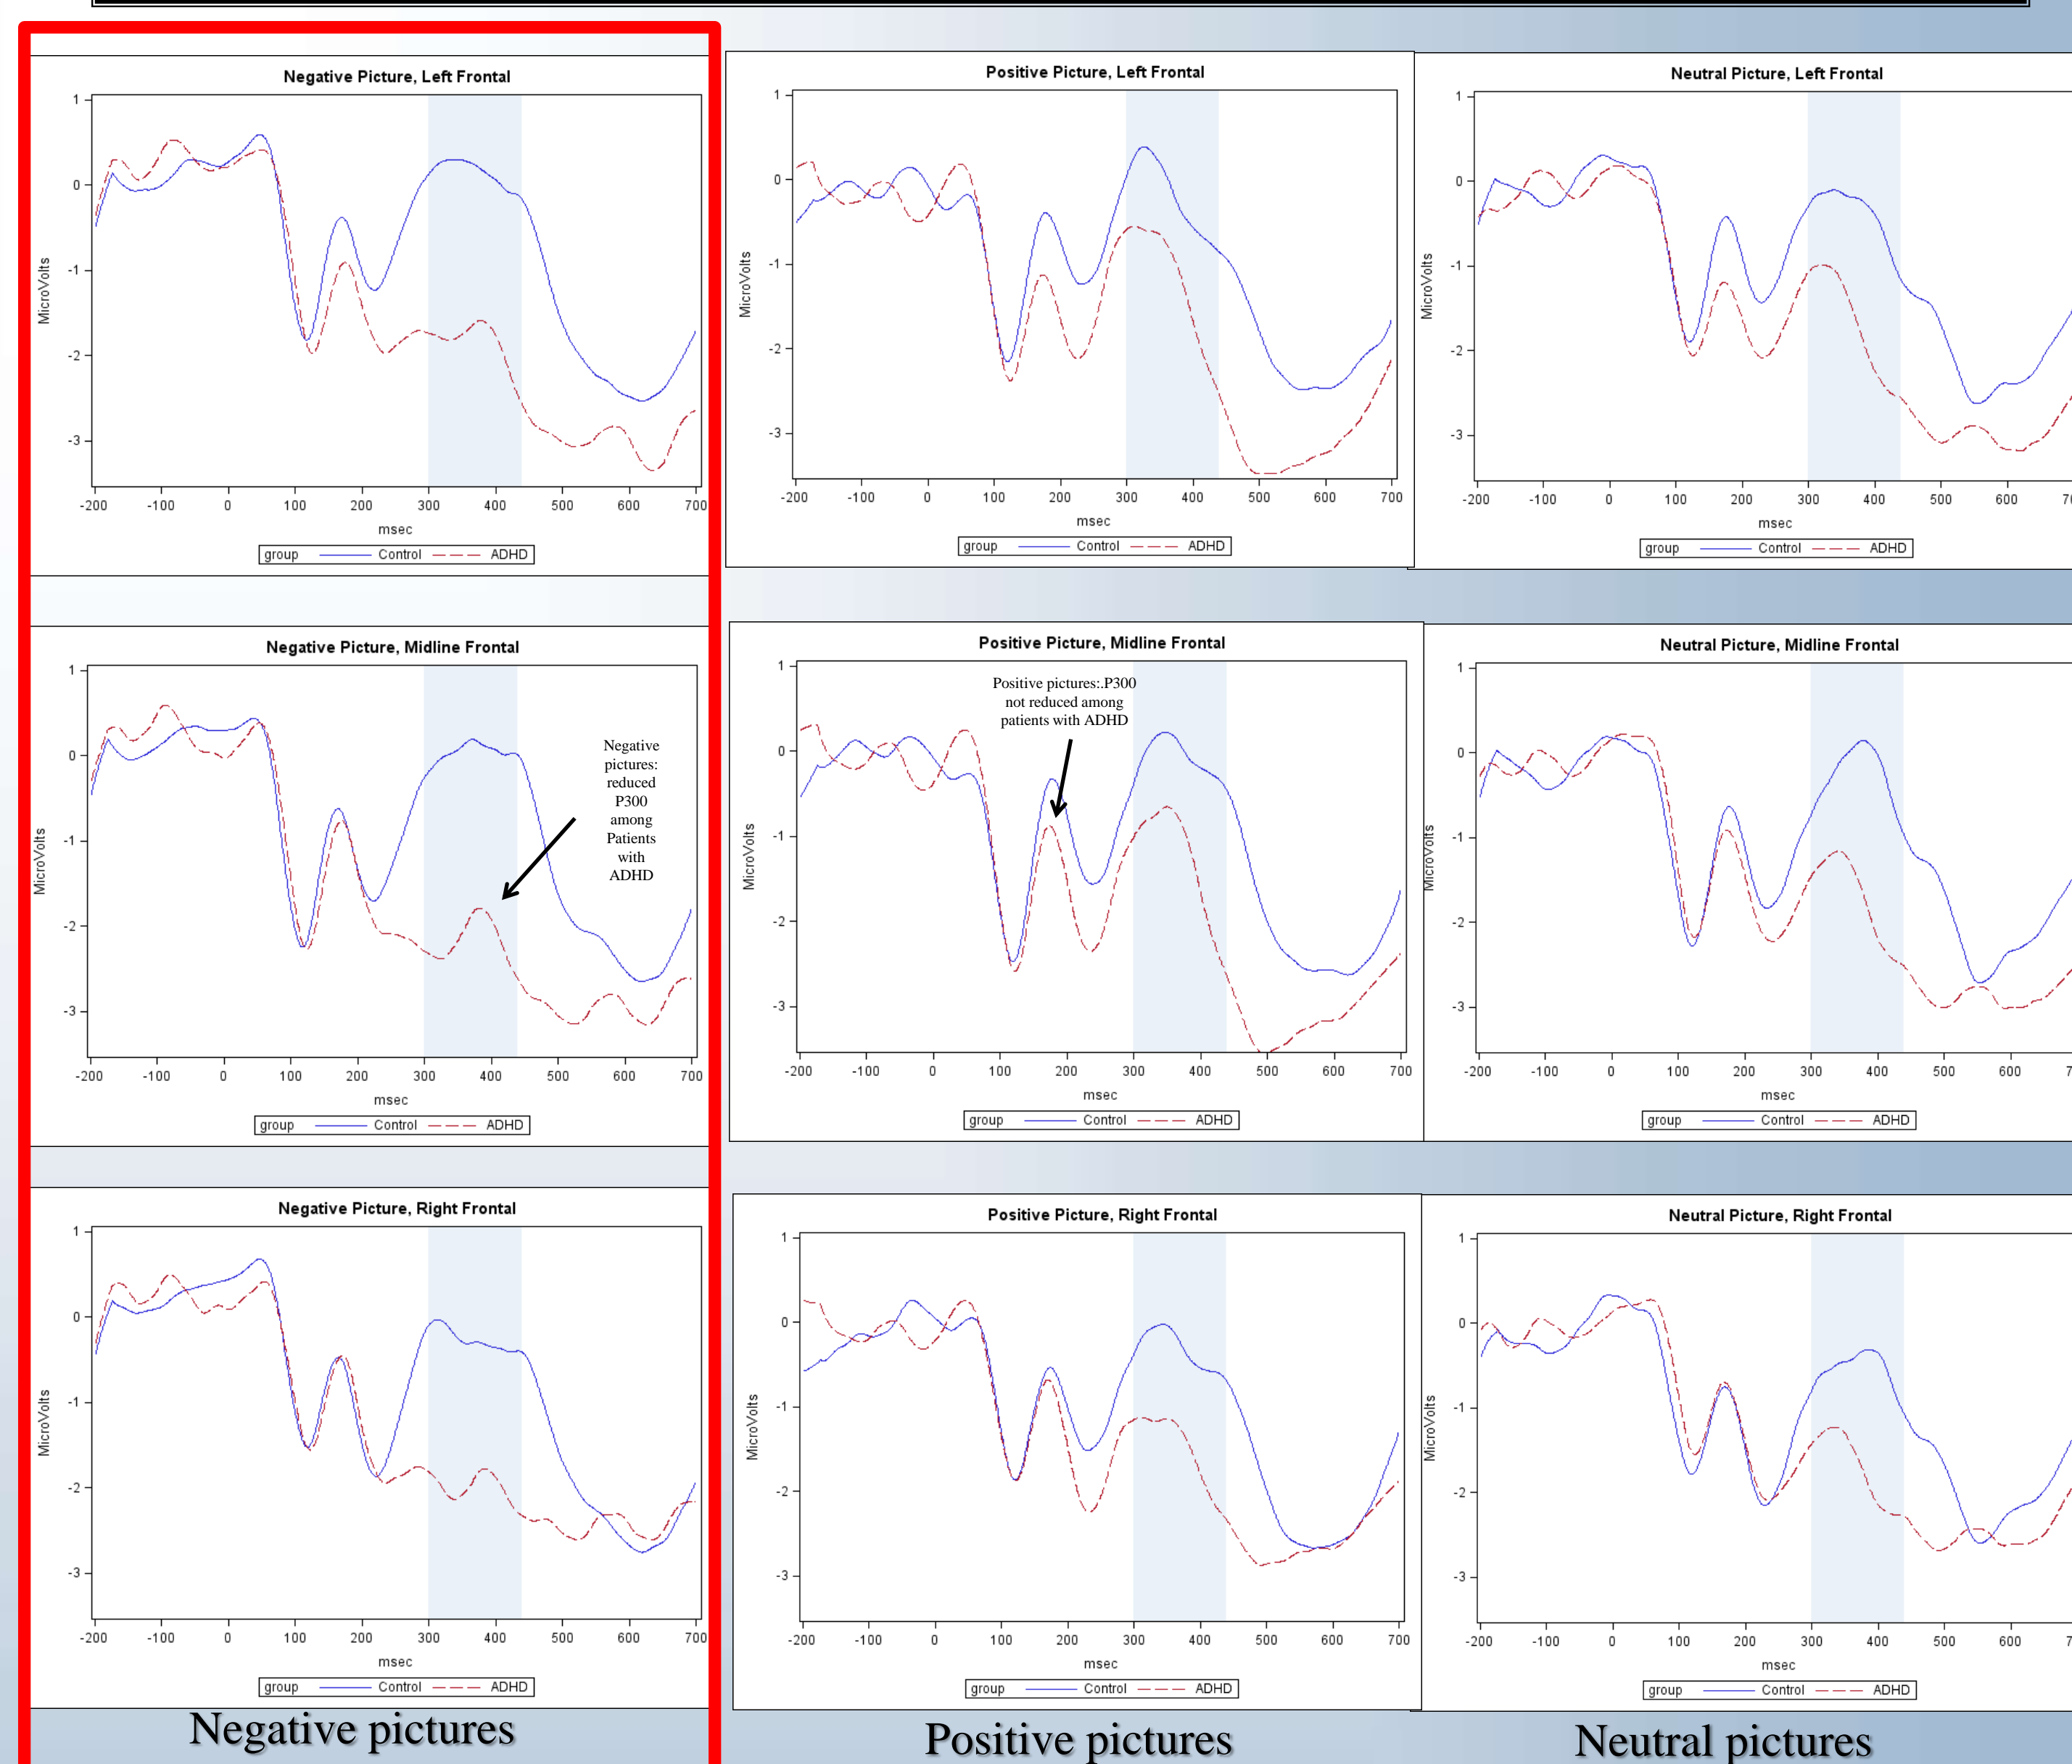 Negative Picture, Left Frontal
1
0
-1
-2
-3
MicroVolts
-200 -100 0 100 200 300 400 500 600 700
msec
group Control ADHD
Positive Picture, Left Frontal
1
0
-1
-2
-3
MicroVolts
-200 -100 0 100 200 300 400 500 600 700
msec
group Control ADHD
Neutral Picture, Left Frontal
1
0
-1
-2
-3
MicroVolts
-200 -100 0 100 200 300 400 500 600
msec
group Control ADHD
Negative Picture, Midline Frontal
1
0
-1
-2
-3
MicroVolts
Negative
pictures:
reduced
P300
among
Patients
with
ADHD
-200 -100 0 100 200 300 400 500 600 700
msec
group Control ADHD
Positive Picture, Midline Frontal
1
0
-1
-2
-3
MicroVolts
Positive pictures:.P300
not reduced among
patients with ADHD
-200 -100 0 100 200 300 400 500 600 700
msec
group Control ADHD
Neutral Picture, Midline Frontal
1
0
-1
-2
-3
MicroVolts
-200 -100 0 100 200 300 400 500 600
msec
group Control ADHD
Negative Picture, Right Frontal
1
0
-1
-2
-3
MicroVolts
-200 -100 0 100 200 300 400 500 600 700
msec
group Control ADHD
Positive Picture, Right Frontal
1
0
-1
-2
-3
MicroVolts
-200 -100 0 100 200 300 400 500 600 700
msec
group Control ADHD
Neutral Picture, Right Frontal
1
0
-1
-2
-3
MicroVolts
-200 -100 0 100 200 300 400 500 600
msec
group Control ADHD
Negative pictures
Positive pictures
Neutral pictures